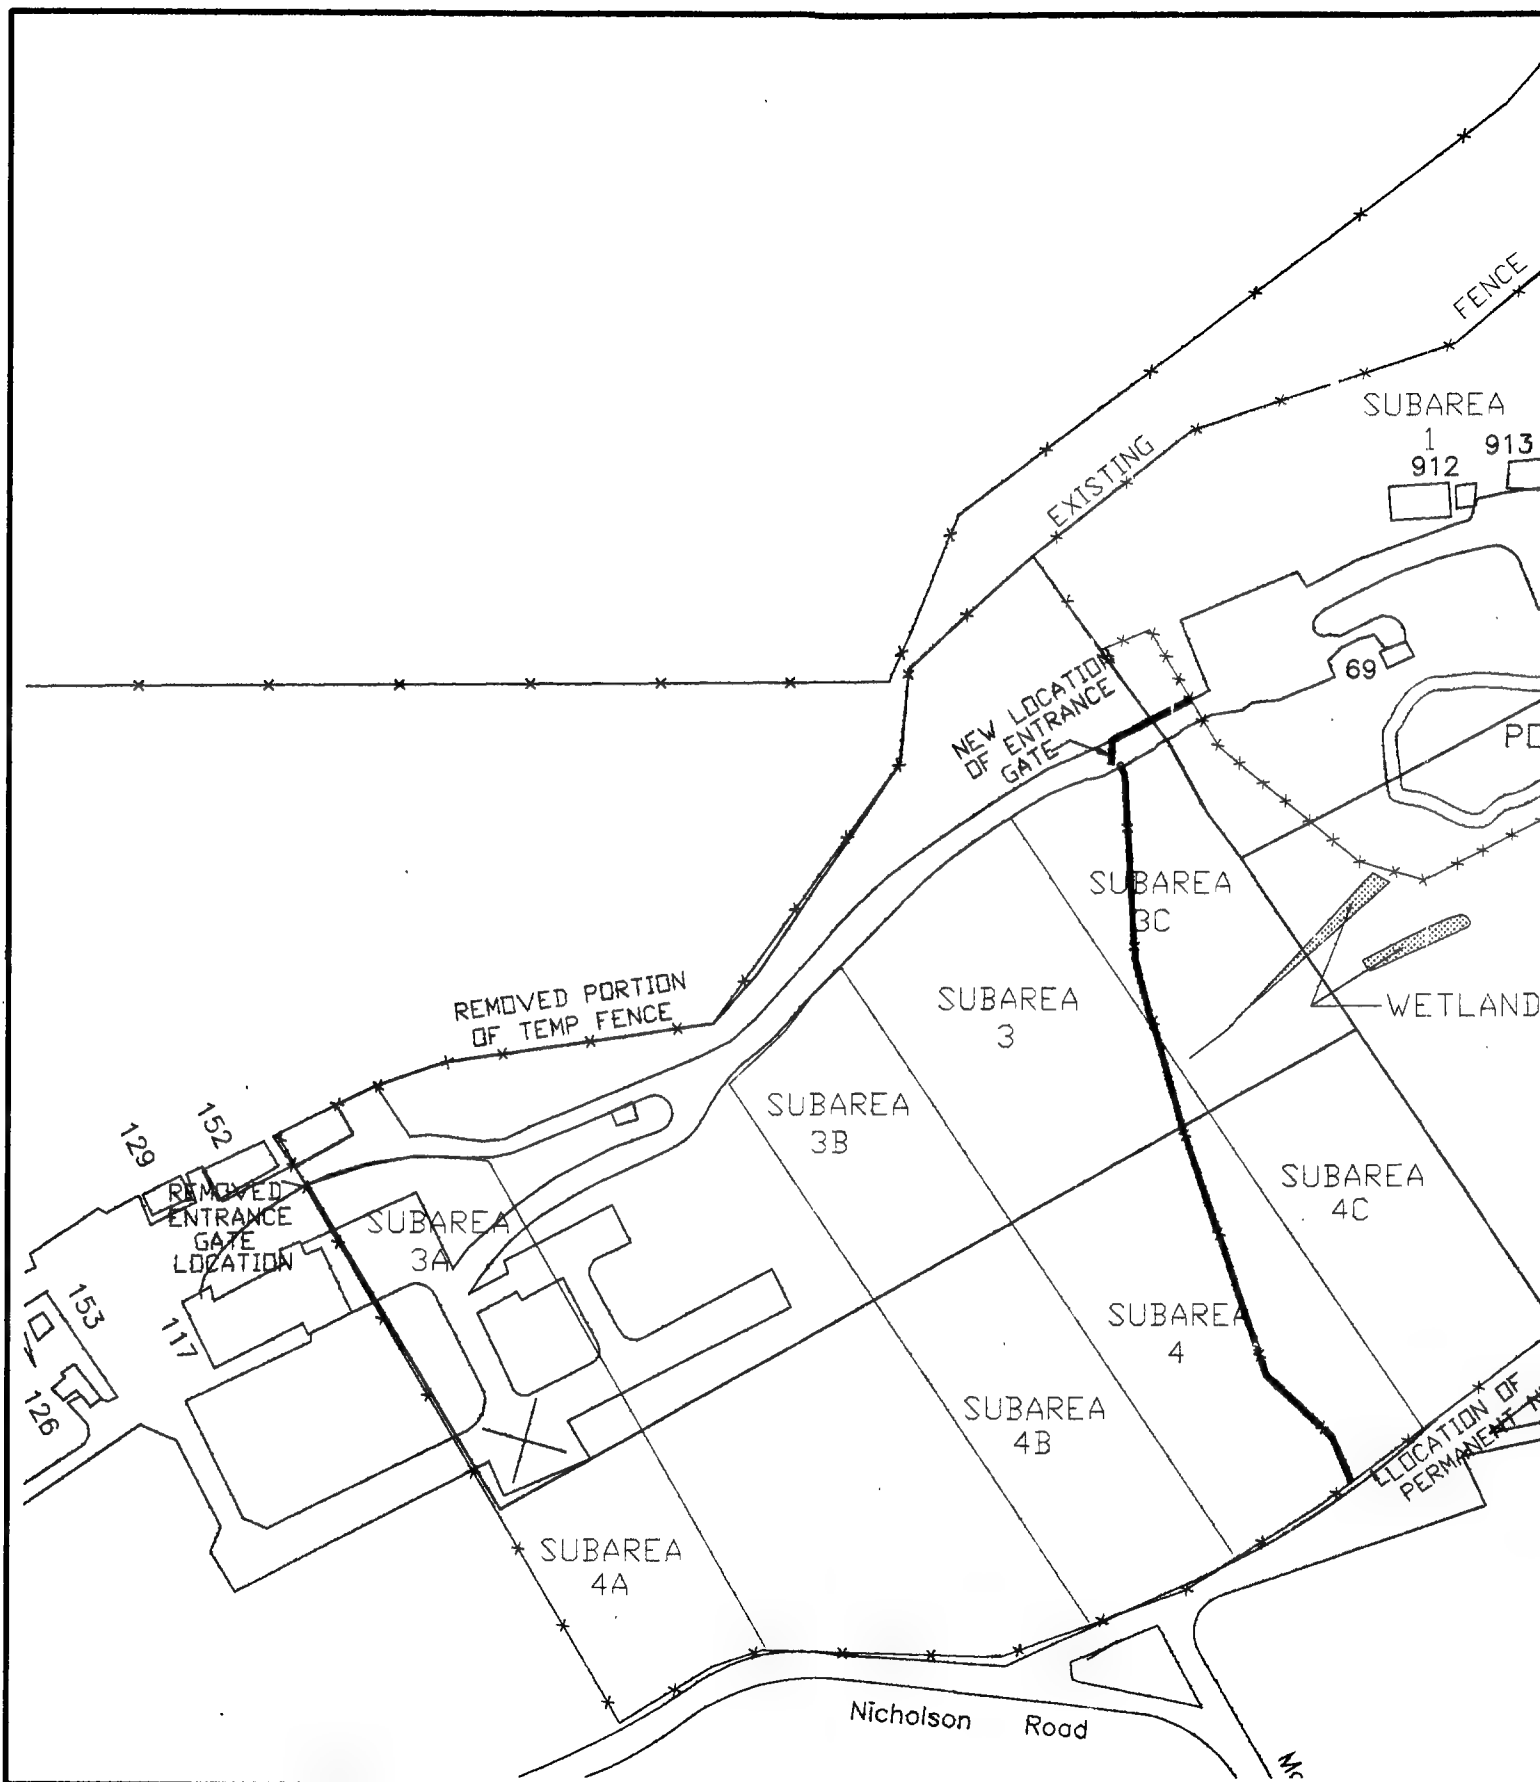 FENCE
SUBAREA
1
913
912
EXISTING
69
NEW LOCATION
OF ENTRANCE
GATE
SUBAREA
3C
WETLAND
SUBAREA
3
REMOVED PORTION
OF TEMP FENCE
SUBAREA
3B
152
129
REMOVED
ENTRANCE
GATE
LOCATION
SUBAREA
3A
SUBAREA
4C
153
117
126
SUBAREA
4
SUBAREA
4B
LOCATION OF
PERMANENT
SUBAREA
4A
Nicholson Road